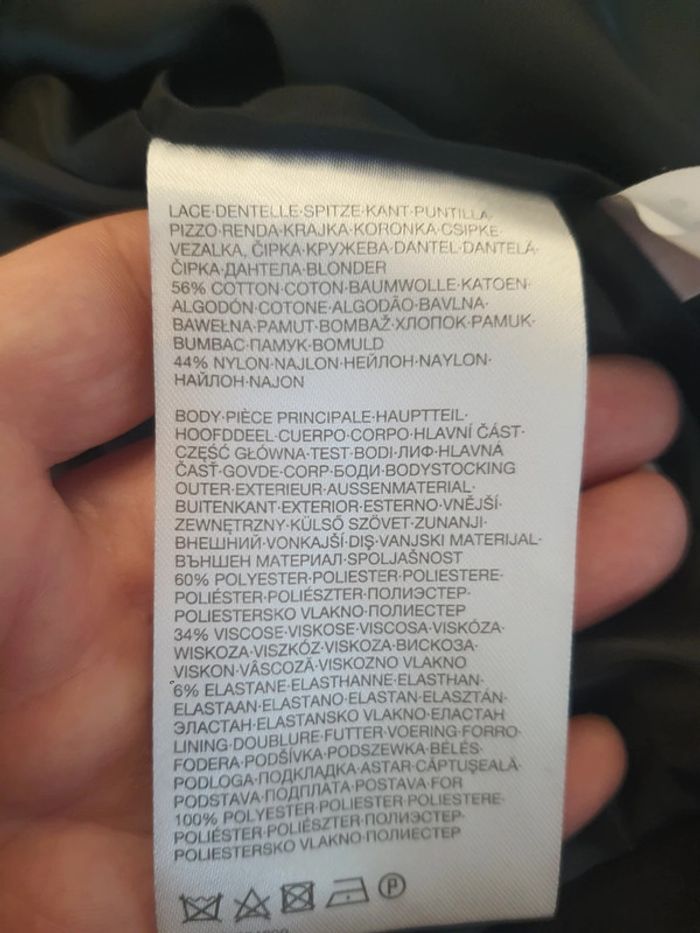 LACE·DENTELLE·SPITZE·KANT·PUNTILLA·
PIZZO·RENDA·KRAJKA·KORONKA·CSIPKE·
VEZALKA, ČIPKA·КРУЖЕВА·DANTEL·DANTELĂ·
ČIPKA·ДАНТЕЛА·BLONDER
56% COTTON·COTON·BAUMWOLLE·KATOEN·
ALGODÓN·COTONE·ALGODÃO·BAVLNA·
BAWEŁNA·PAMUT·BOMBAŽ·ХЛОПОК·PAMUK·
BUMBAC·ПАМУК·BOMULD
44% NYLON·NAJLON·НЕЙЛОН·NAYLON·
НАЙЛОН·NAJON
BODY·PIÈCE PRINCIPALE·HAUPTTEIL·
HOOFDDEEL·CUERPO·CORPO·HLAVNÍ ČÁST·
CZĘŚĆ GŁÓWNA·TEST·BODI·ЛИФ·HLAVNÁ
ČASŤ·GOVDE·CORP·БОДИ·BODYSTOCKING
OUTER·EXTERIEUR·AUSSENMATERIAL·
BUITENKANT·EXTERIOR·ESTERNO·VNĚJŠÍ·
ZEWNĘTRZNY·KÜLSŐ SZÖVET·ZUNANJI·
ВНЕШНИЙ·VONKAJŠÍ·DIŞ·VANJSKI MATERIJAL·
ВЪНШЕН МАТЕРИАЛ·SPOLJAŠNOST
60% POLYESTER·POLIESTER·POLIESTERE·
POLIÉSTER·POLIÉSZTER·ПОЛИЭСТЕР·
POLIESTERSKO VLAKNO·ПОЛИЕСТЕР
34% VISCOSE·VISKOSE·VISCOSA·VISKÓZA·
WISKOZA·VISZKÓZ·VISKOZA·ВИСКОЗА·
VISKON·VÂSCOZĂ·VISKOZNO VLAKNO
6% ELASTANE·ELASTHANNE·ELASTHAN·
ELASTAAN·ELASTANO·ELASTAN·ELASZTÁN·
ЭЛАСТАН·ELASTANSKO VLAKNO·ЕЛАСТАН
LINING·DOUBLURE·FUTTER·VOERING·FORRO·
FODERA·PODŠÍVKA·PODSZEWKA·BÉLÉS·
PODLOGA·ПОДКЛАДКА·ASTAR·CĂPTUŞEALĂ·
PODSTAVA·ПОДПЛАТА·POSTAVA·FOR
100% POLYESTER·POLIESTER·POLIESTERE·
POLIÉSTER·POLIÉSZTER·ПОЛИЭСТЕР·
POLIESTERSKO VLAKNO·ПОЛИЕСТЕР
P